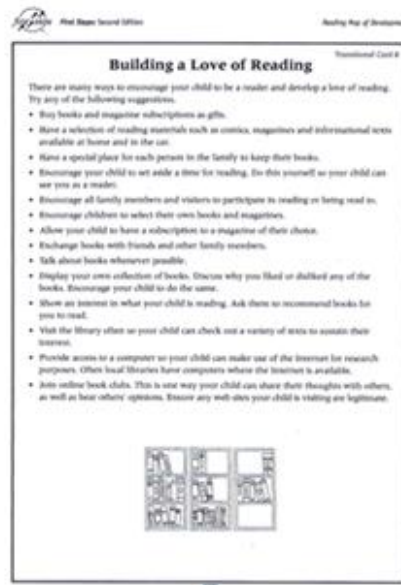 First Steps: Second Edition
Reading Map of Developme
Transitional Card 6
Building a Love of Reading
There are many ways to encourage your child to be a reader and develop a love of reading.
Try any of the following suggestions.
• Buy books and magazine subscriptions as gifts.
• Have a selection of reading materials such as comics, magazines and informational texts
available at home and in the car.
• Have a special place for each person in the family to keep their books.
• Encourage your child to set aside a time for reading. Do this yourself so your child can
see you as a reader.
• Encourage all family members and visitors to participate in reading or being read to.
• Encourage children to select their own books and magazines.
• Allow your child to have a subscription to a magazine of their choice.
• Exchange books with friends and other family members.
• Talk about books whenever possible.
• Display your own collection of books. Discuss why you liked or disliked any of the
books. Encourage your child to do the same.
• Show an interest in what your child is reading. Ask them to recommend books for
you to read.
• Visit the library often so your child can check out a variety of texts to sustain their
interest.
• Provide access to a computer so your child can make use of the Internet for research
purposes. Often local libraries have computers where the Internet is available.
• Join online book clubs. This is one way your child can share their thoughts with others,
as well as hear others' opinions. Ensure any web sites your child is visiting are legitimate.